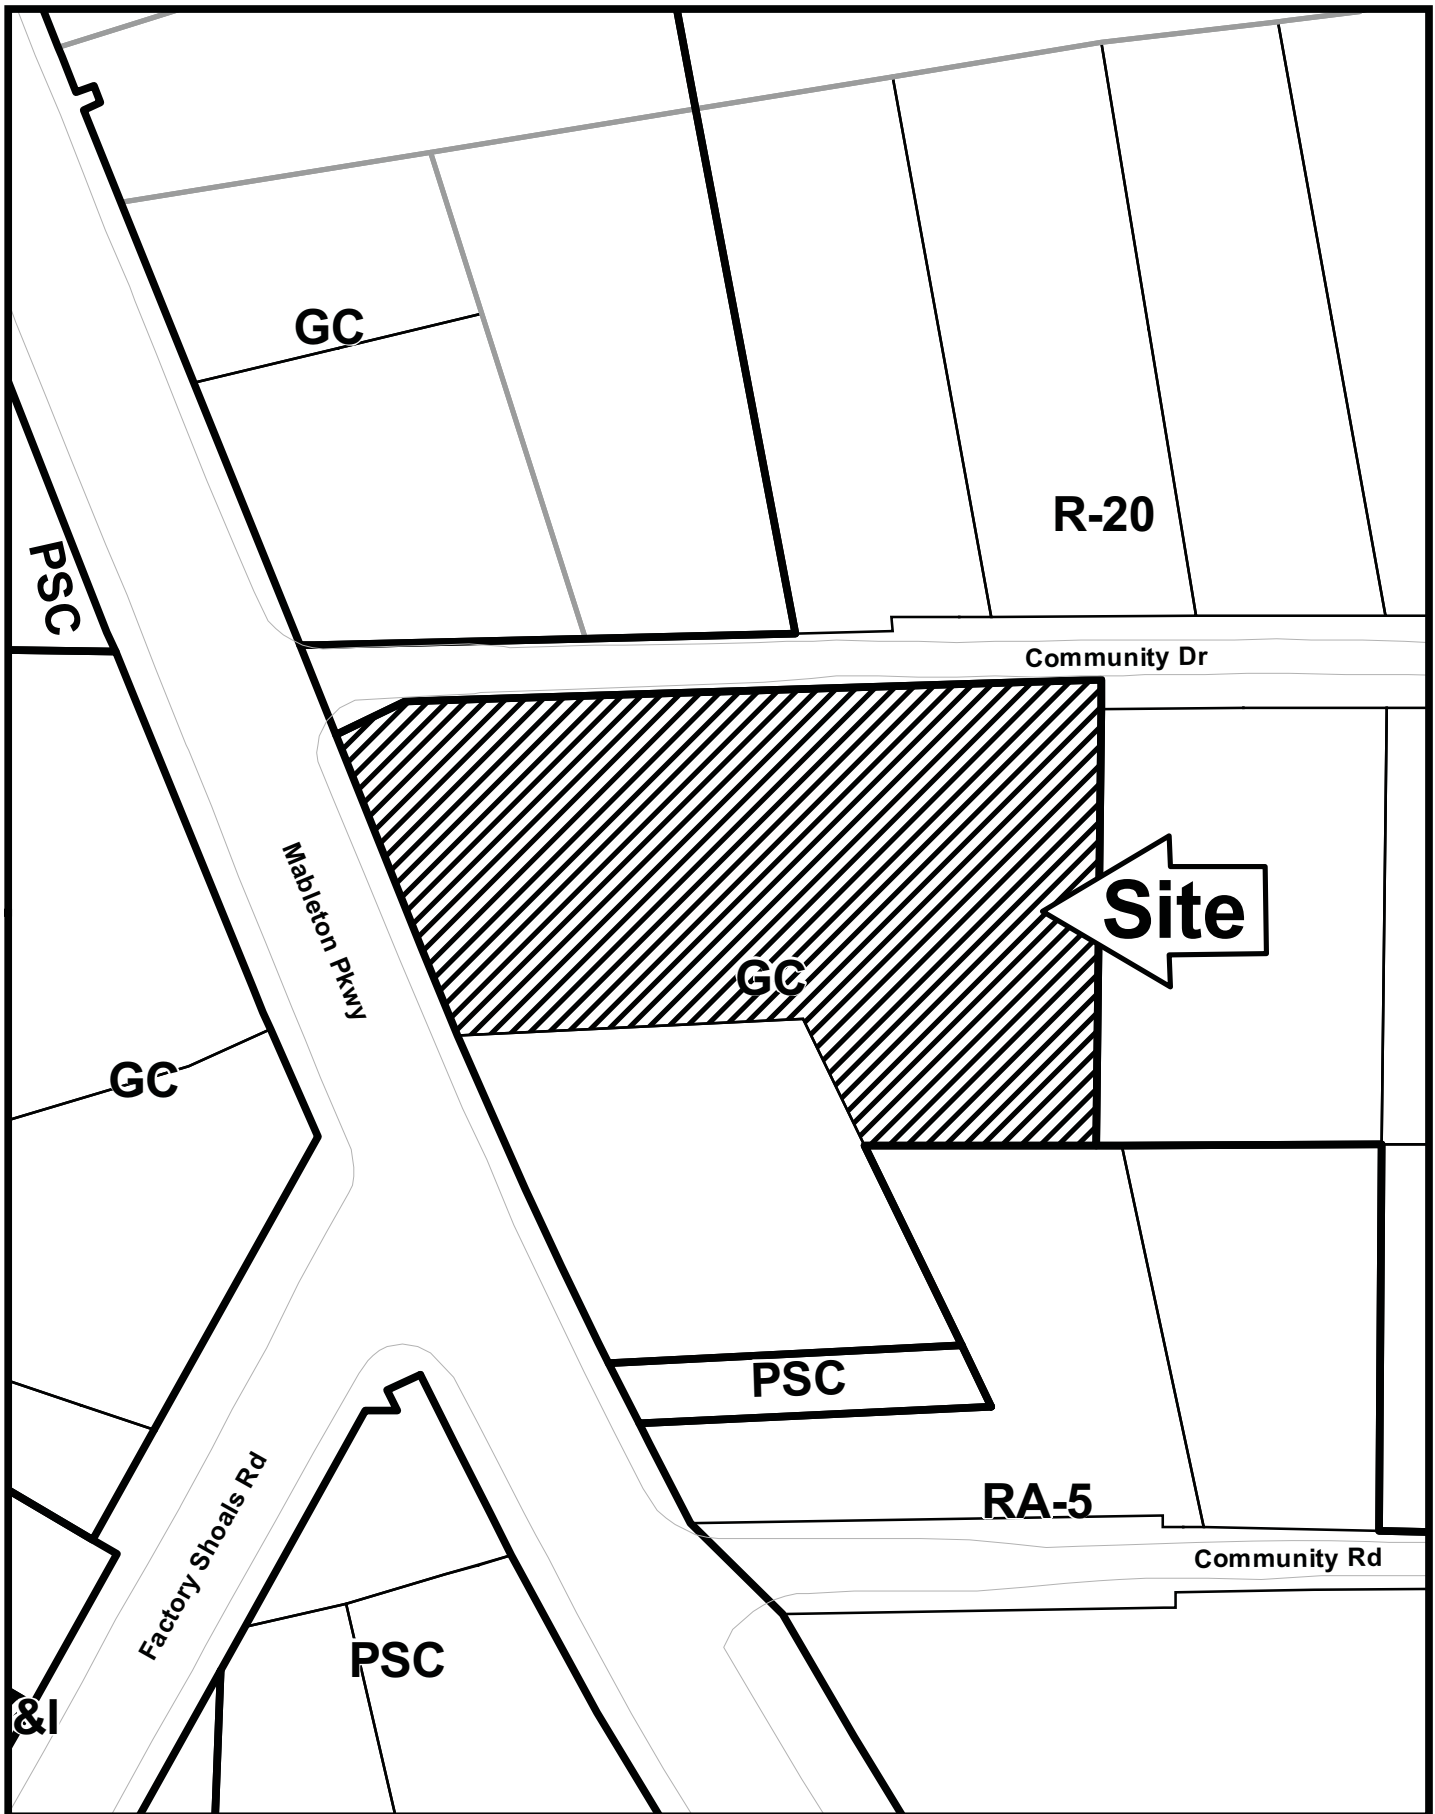 GC
R-20
PSC
Community Dr
Mableton Pkwy
Site
GC
GC
PSC
RA-5
Factory Shoals Rd
Community Rd
PSC
&I